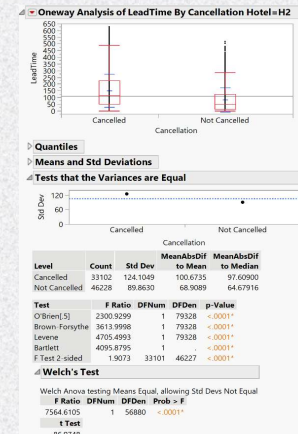 Oneway Analysis of LeadTime By Cancellation Hotel=H2
650
600
550
500
450
400
350
300
250
200
150
100
50
0
LeadTime
Cancelled Not Cancelled
Cancellation
Quantiles
Means and Std Deviations
Tests that the Variances are Equal
120
60
0
Std Dev
Cancelled Not Cancelled
Cancellation
MeanAbsDif MeanAbsDif
Level Count Std Dev to Mean to Median
Cancelled 33102 124.1049 100.6735 97.60900
Not Cancelled 46228 89.8630 68.9089 64.67916
Test F Ratio DFNum DFDen p-Value
O'Brien[.5] 2300.9299 1 79328 <.0001*
Brown-Forsythe 3613.9998 1 79328 <.0001*
Levene 4705.4993 1 79328 <.0001*
Bartlett 4095.8795 1 . <.0001*
F Test 2-sided 1.9073 33101 46227 <.0001*
Welch's Test
Welch Anova testing Means Equal, allowing Std Devs Not Equal
F Ratio DFNum DFDen Prob > F
7564.6105 1 56880 <.0001*
t Test